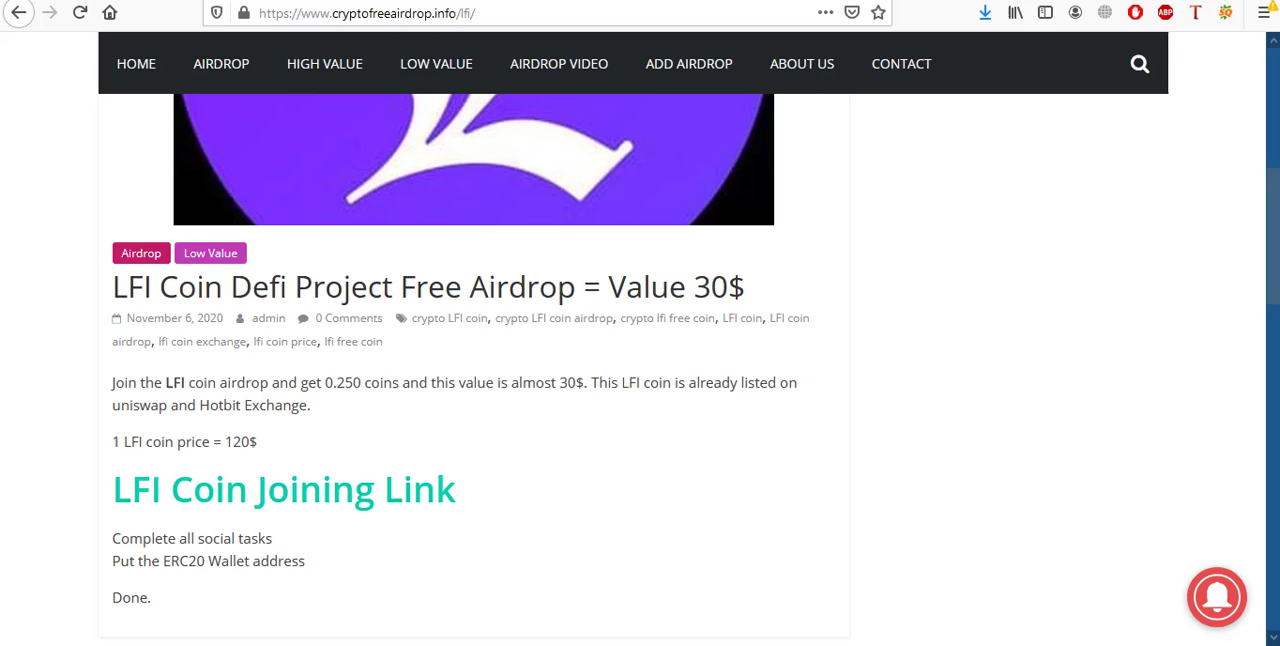 https://www.cryptofreeairdrop.info/lfi/
ABP
T
HOME AIRDROP HIGH VALUE LOW VALUE AIRDROP VIDEO ADD AIRDROP ABOUT US CONTACT
Airdrop Low Value
LFI Coin Defi Project Free Airdrop = Value 30$
November 6, 2020 admin 0 Comments crypto LFI coin, crypto LFI coin airdrop, crypto lfi free coin, LFI coin, LFI coin
airdrop, lfi coin exchange, lfi coin price, lfi free coin
Join the LFI coin airdrop and get 0.250 coins and this value is almost 30$. This LFI coin is already listed on
uniswap and Hotbit Exchange.
1 LFI coin price = 120$
LFI Coin Joining Link
Complete all social tasks
Put the ERC20 Wallet address
Done.